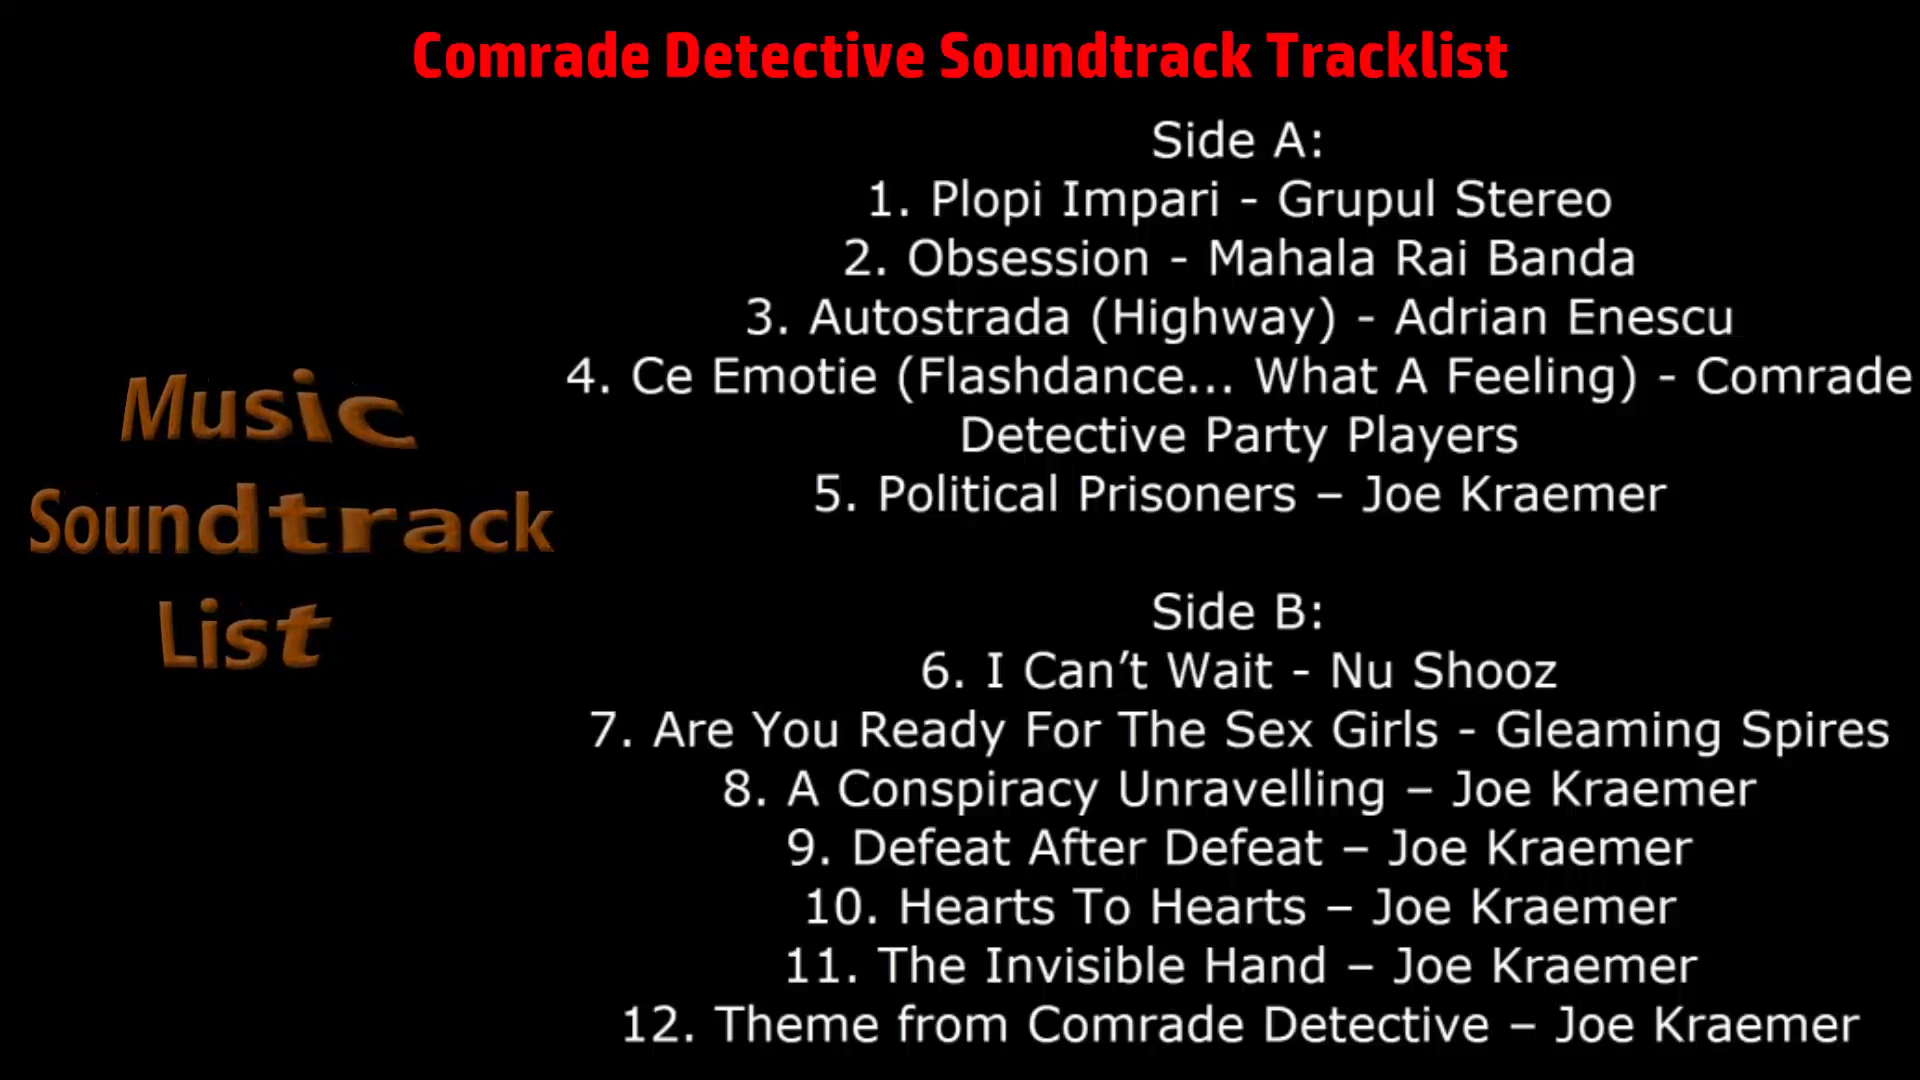 Comrade Detective Soundtrack Tracklist
Side A:
1. Plopi Impari - Grupul Stereo
2. Obsession - Mahala Rai Banda
3. Autostrada (Highway) - Adrian Enescu
4. Ce Emotie (Flashdance... What A Feeling) - Comrade
Detective Party Players
5. Political Prisoners – Joe Kraemer
Side B:
6. I Can’t Wait - Nu Shooz
7. Are You Ready For The Sex Girls - Gleaming Spires
8. A Conspiracy Unravelling – Joe Kraemer
9. Defeat After Defeat – Joe Kraemer
10. Hearts To Hearts – Joe Kraemer
11. The Invisible Hand – Joe Kraemer
12. Theme from Comrade Detective – Joe Kraemer
Music
Soundtrack
List